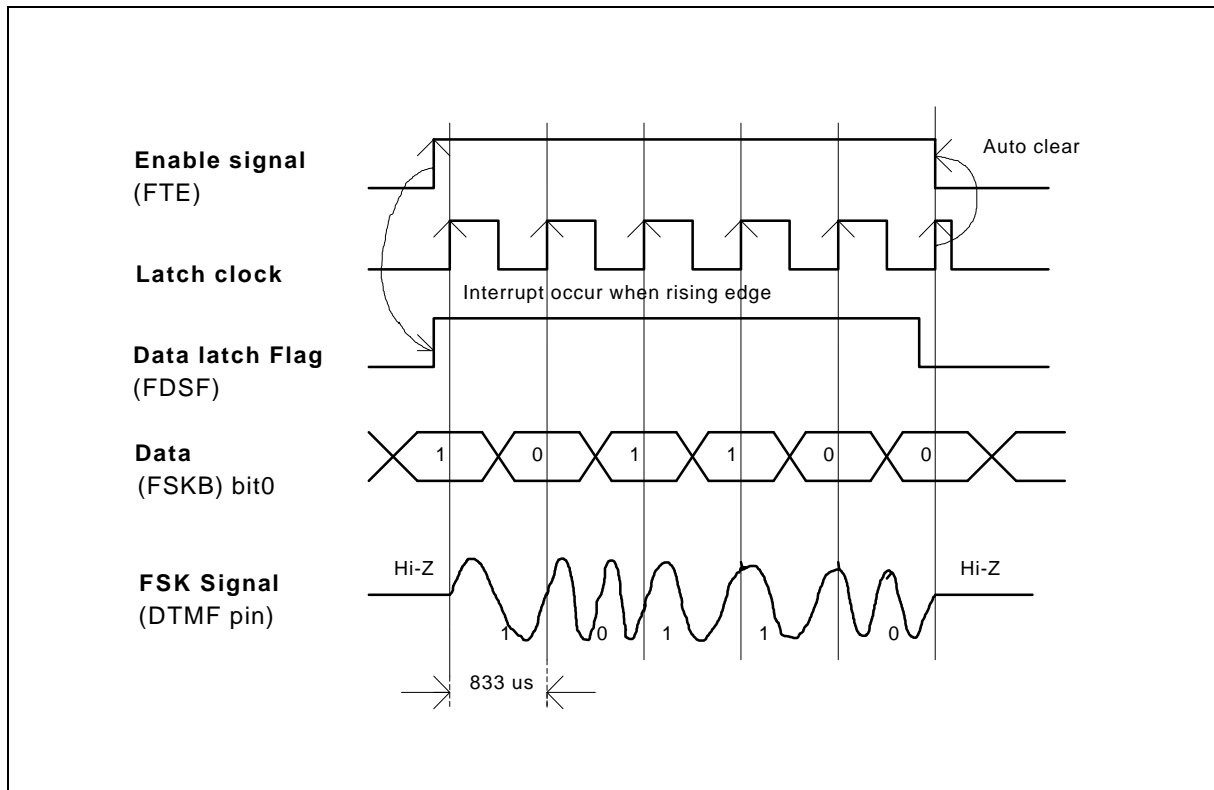 Enable signal
(FTE)
Auto clear
Latch clock
Interrupt occur when rising edge
Data latch Flag
(FDSF)
Data
(FSKB) bit0
1 0 1 1 0 0
FSK Signal
(DTMF pin)
Hi-Z
Hi-Z
1 0 1 1 0
833 us